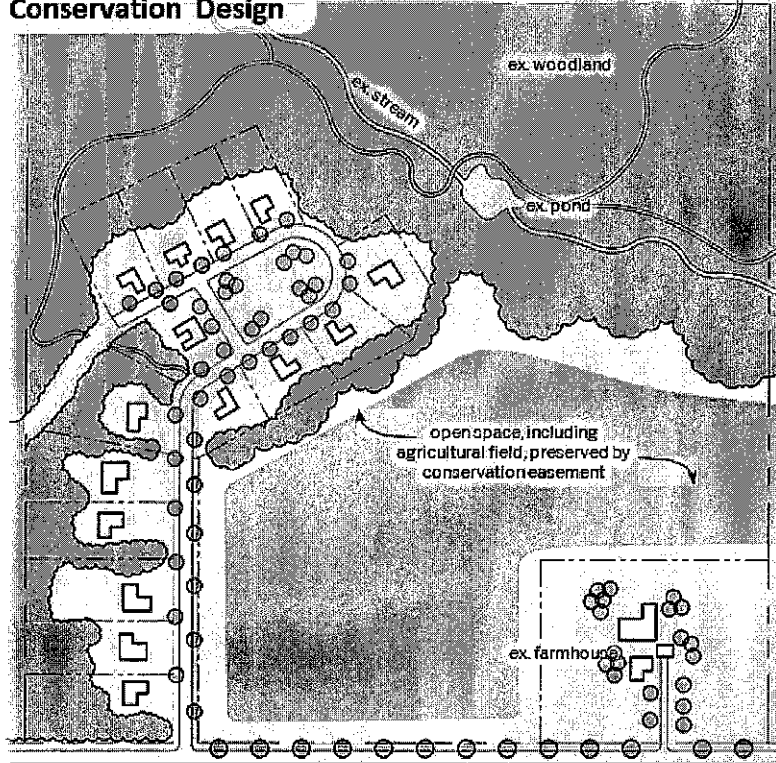 Conservation Design
ex. woodland
ex. stream
ex. pond
open space, including
agricultural field, preserved by
conservation easement
ex. farmhouse